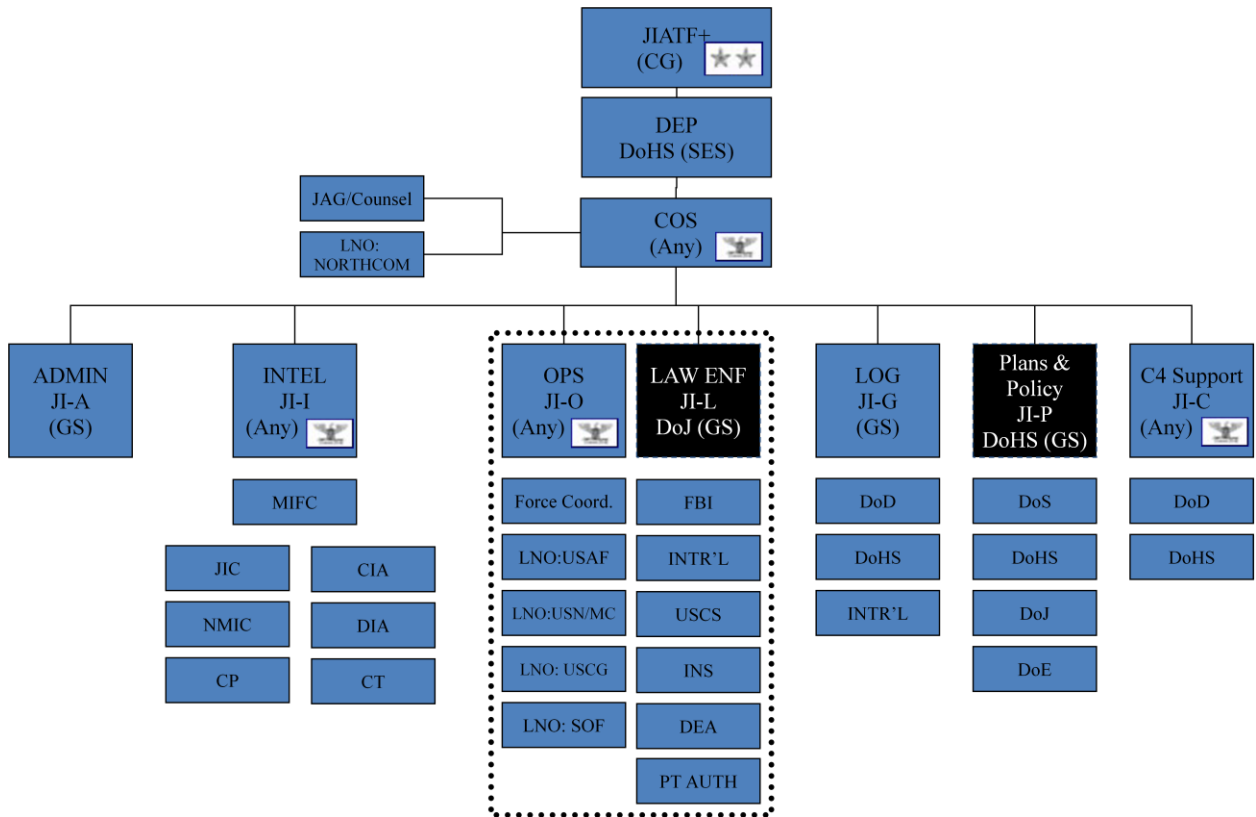 JIATF+
(CG)
DEP
DoHS (SES)
JAG/Counsel
COS
(Any)
LNO:
NORTHCOM
ADMIN
JI-A
(GS)
INTEL
JI-I
(Any)
OPS
JI-O
(Any)
LAW ENF
JI-L
DoJ (GS)
LOG
JI-G
(GS)
Plans &
Policy
JI-P
DoHS (GS)
C4 Support
JI-C
(Any)
MIFC
JIC
CIA
NMIC
DIA
CP
CT
Force Coord.
LNO:USAF
LNO:USN/MC
LNO: USCG
LNO: SOF
FBI
INTR’L
USCS
INS
DEA
PT AUTH
DoD
DoHS
INTR’L
DoS
DoHS
DoJ
DoE
DoD
DoHS